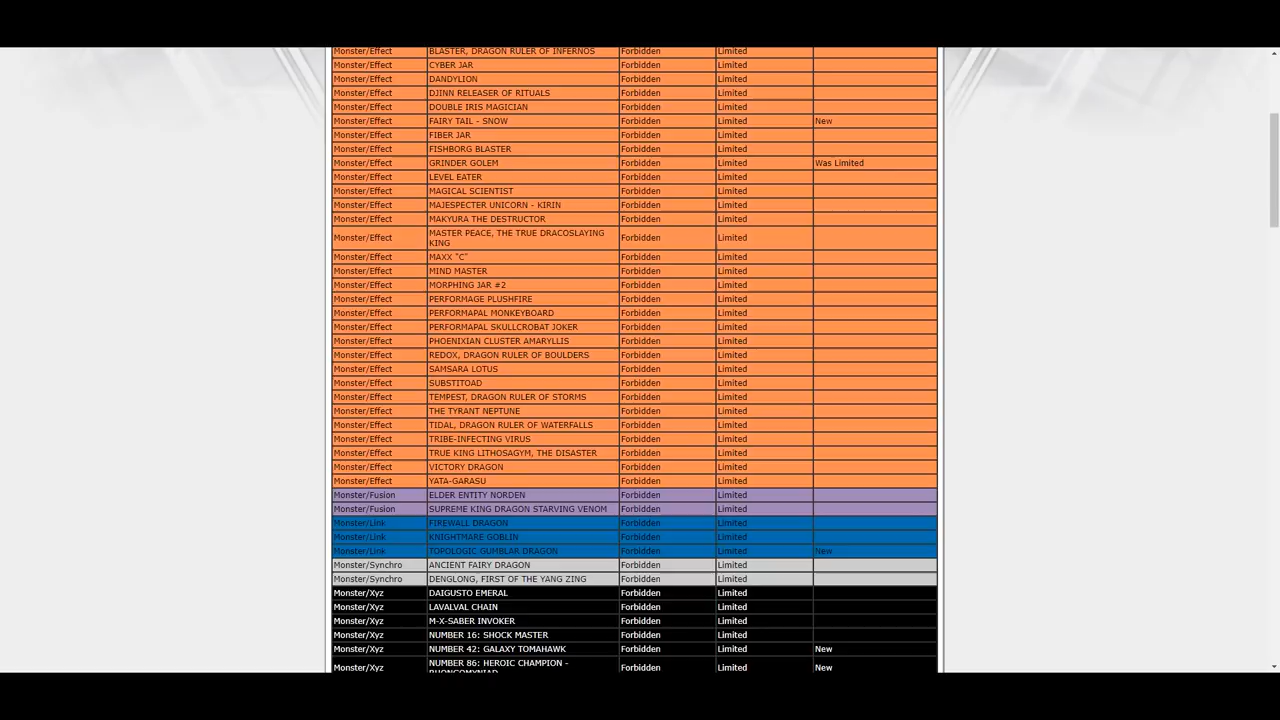 Monster/Effect BLASTER, DRAGON RULER OF INFERNOS Forbidden Limited
Monster/Effect CYBER JAR Forbidden Limited
Monster/Effect DANDYLION Forbidden Limited
Monster/Effect DJINN RELEASER OF RITUALS Forbidden Limited
Monster/Effect DOUBLE IRIS MAGICIAN Forbidden Limited
Monster/Effect FAIRY TAIL - SNOW Forbidden Limited New
Monster/Effect FIBER JAR Forbidden Limited
Monster/Effect FISHBORG BLASTER Forbidden Limited
Monster/Effect GRINDER GOLEM Forbidden Limited Was Limited
Monster/Effect LEVEL EATER Forbidden Limited
Monster/Effect MAGICAL SCIENTIST Forbidden Limited
Monster/Effect MAJESPECTER UNICORN - KIRIN Forbidden Limited
Monster/Effect MAKYURA THE DESTRUCTOR Forbidden Limited
Monster/Effect MASTER PEACE, THE TRUE DRACOSLAYING Forbidden Limited
KING
Monster/Effect MAXX "C" Forbidden Limited
Monster/Effect MIND MASTER Forbidden Limited
Monster/Effect MORPHING JAR #2 Forbidden Limited
Monster/Effect PERFORMAGE PLUSHFIRE Forbidden Limited
Monster/Effect PERFORMAPAL MONKEYBOARD Forbidden Limited
Monster/Effect PERFORMAPAL SKULLCROBAT JOKER Forbidden Limited
Monster/Effect PHOENIXIAN CLUSTER AMARYLLIS Forbidden Limited
Monster/Effect REDOX, DRAGON RULER OF BOULDERS Forbidden Limited
Monster/Effect SAMSARA LOTUS Forbidden Limited
Monster/Effect SUBSTITOAD Forbidden Limited
Monster/Effect TEMPEST, DRAGON RULER OF STORMS Forbidden Limited
Monster/Effect THE TYRANT NEPTUNE Forbidden Limited
Monster/Effect TIDAL, DRAGON RULER OF WATERFALLS Forbidden Limited
Monster/Effect TRIBE-INFECTING VIRUS Forbidden Limited
Monster/Effect TRUE KING LITHOSAGYM, THE DISASTER Forbidden Limited
Monster/Effect VICTORY DRAGON Forbidden Limited
Monster/Effect YATA-GARASU Forbidden Limited
Monster/Fusion ELDER ENTITY NORDEN Forbidden Limited
Monster/Fusion SUPREME KING DRAGON STARVING VENOM Forbidden Limited
Monster/Link FIREWALL DRAGON Forbidden Limited
Monster/Link KNIGHTMARE GOBLIN Forbidden Limited
Monster/Link TOPOLOGIC GUMBLAR DRAGON Forbidden Limited New
Monster/Synchro ANCIENT FAIRY DRAGON Forbidden Limited
Monster/Synchro DENGLONG, FIRST OF THE YANG ZING Forbidden Limited
Monster/Xyz DAIGUSTO EMERAL Forbidden Limited
Monster/Xyz LAVALVAL CHAIN Forbidden Limited
Monster/Xyz M-X-SABER INVOKER Forbidden Limited
Monster/Xyz NUMBER 16: SHOCK MASTER Forbidden Limited
Monster/Xyz NUMBER 42: GALAXY TOMAHAWK Forbidden Limited New
Monster/Xyz NUMBER 86: HEROIC CHAMPION - Forbidden Limited New